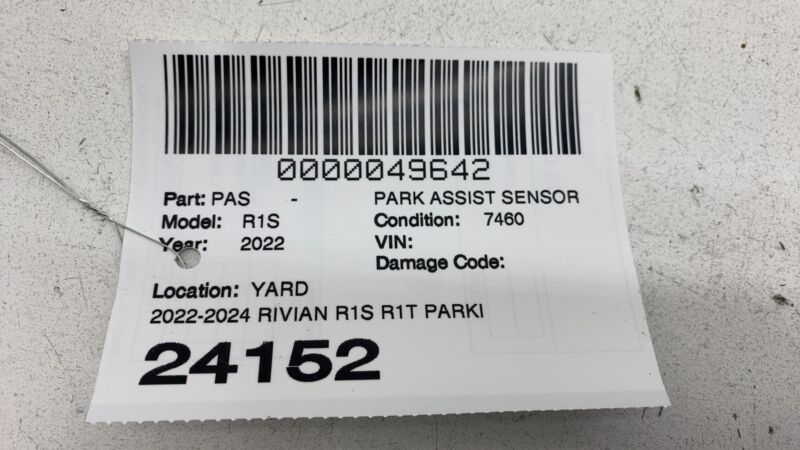 0000049642
Part: PAS - PARK ASSIST SENSOR
Model: R1S Condition: 7460
Year: 2022 VIN:
Damage Code:
Location: YARD
2022-2024 RIVIAN R1S R1T PARKI
24152